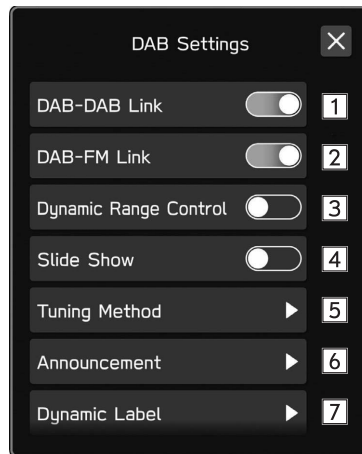 DAB Settings
DAB-DAB Link 1
DAB-FM Link 2
Dynamic Range Control 3
Slide Show 4
Tuning Method 5
Announcement 6
Dynamic Label 7